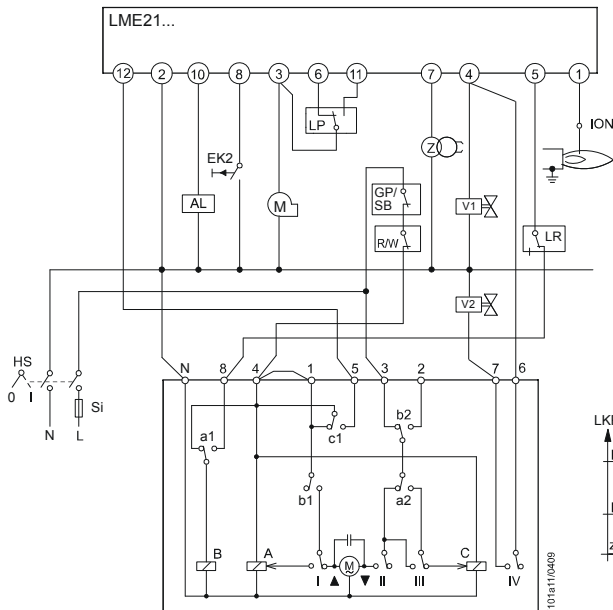 LME21...
12 2 10 8 3 6 11 7 4 5 1
ION
LP
EK2
Z
GP/
SB
AL
M
V1
R/W
LR
V2
HS
0 I
Si
N L
N 8 4 1 5 3 2 7 6
LK
b2
a1
c1
b1
a2
B A I M II III C IV
101a11/0409